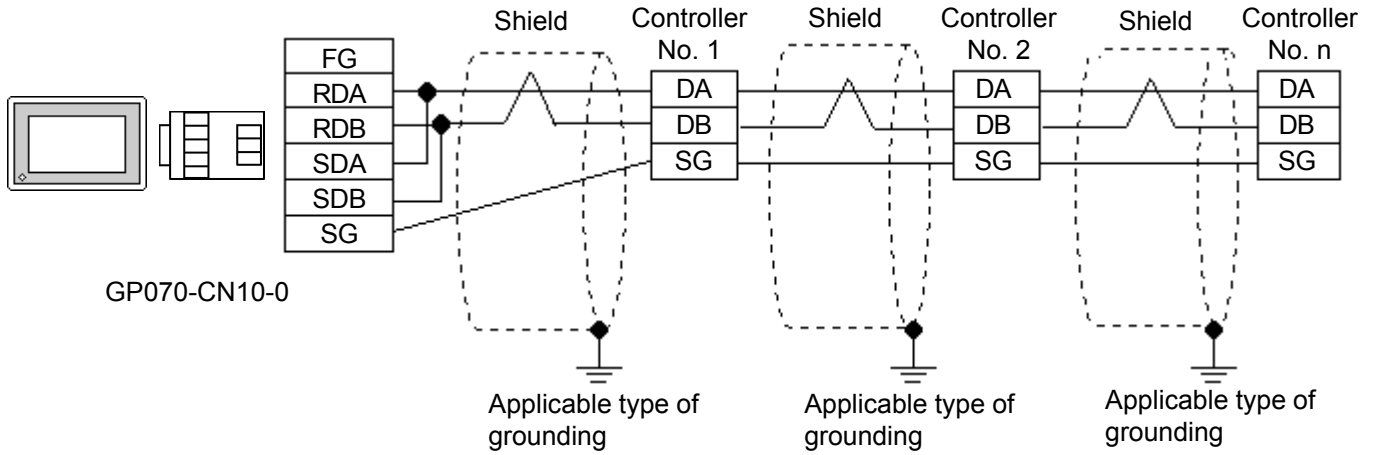 Shield
Controller
No. 1
Shield
Controller
No. 2
Shield
Controller
No. n
FG
RDA
RDB
SDA
SDB
SG
DA
DB
SG
DA
DB
SG
DA
DB
SG
GP070-CN10-0
Applicable type of
grounding
Applicable type of
grounding
Applicable type of
grounding